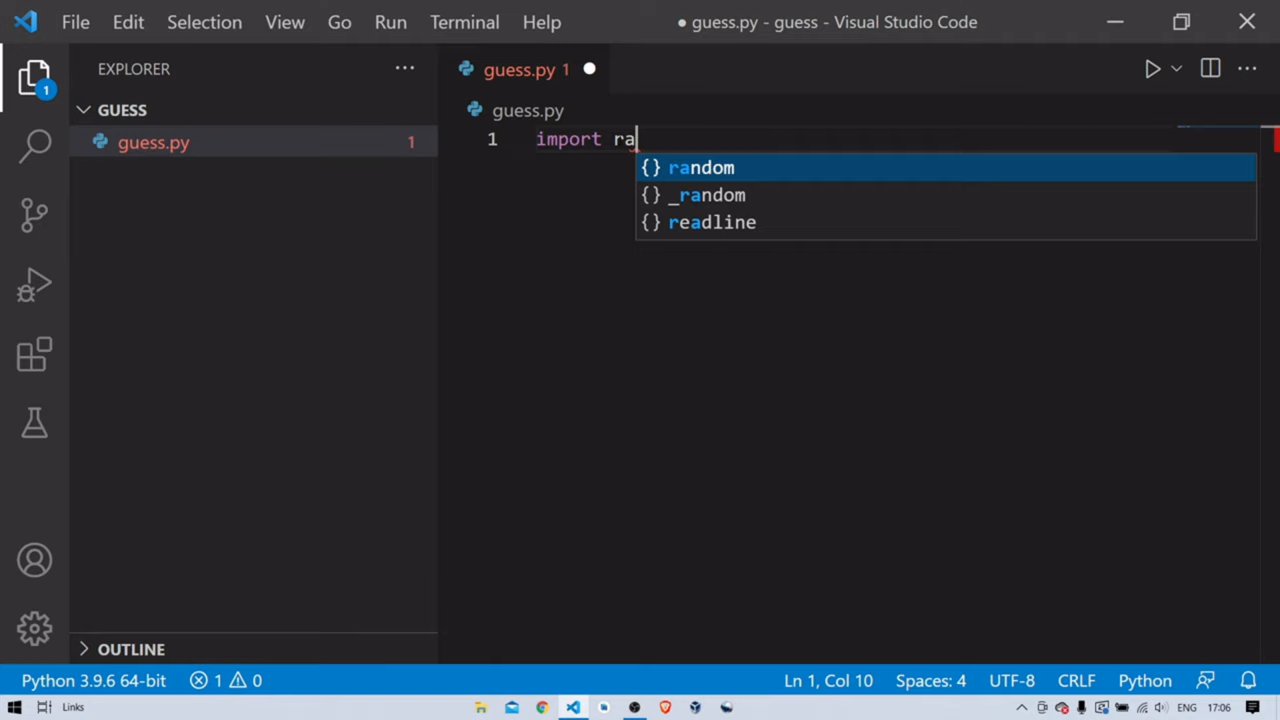 File Edit Selection View Go Run Terminal Help
● guess.py - guess - Visual Studio Code
EXPLORER ···
guess.py 1
1
GUESS
guess.py
guess.py 1
1 import ra
random
_random
readline
OUTLINE
Python 3.9.6 64-bit 1 0 Ln 1, Col 10 Spaces: 4 UTF-8 CRLF Python
Links ENG 17:06